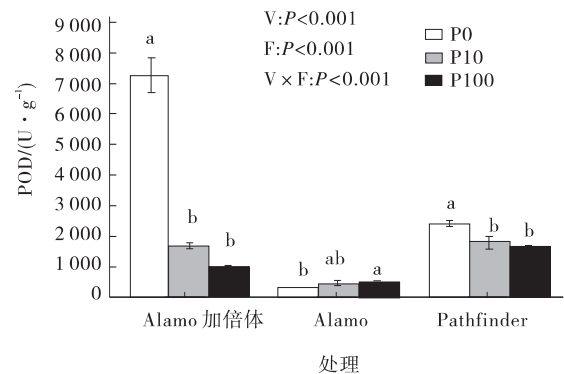 9 000
8 000
7 000
6 000
5 000
4 000
3 000
2 000
1 000
0
POD/(U·g⁻¹)
V:P<0.001
F:P<0.001
V×F:P<0.001
P0
P10
P100
a
b
b
b
ab
a
a
b
b
Alamo 加倍体
Alamo
Pathfinder
处理